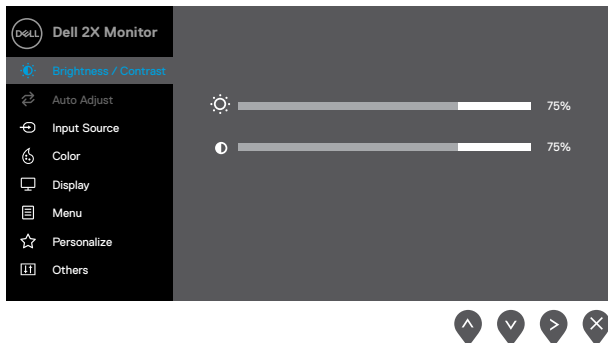 DELL Dell 2X Monitor
Brightness / Contrast
Auto Adjust
75%
Input Source
Color
75%
Display
Menu
Personalize
Others